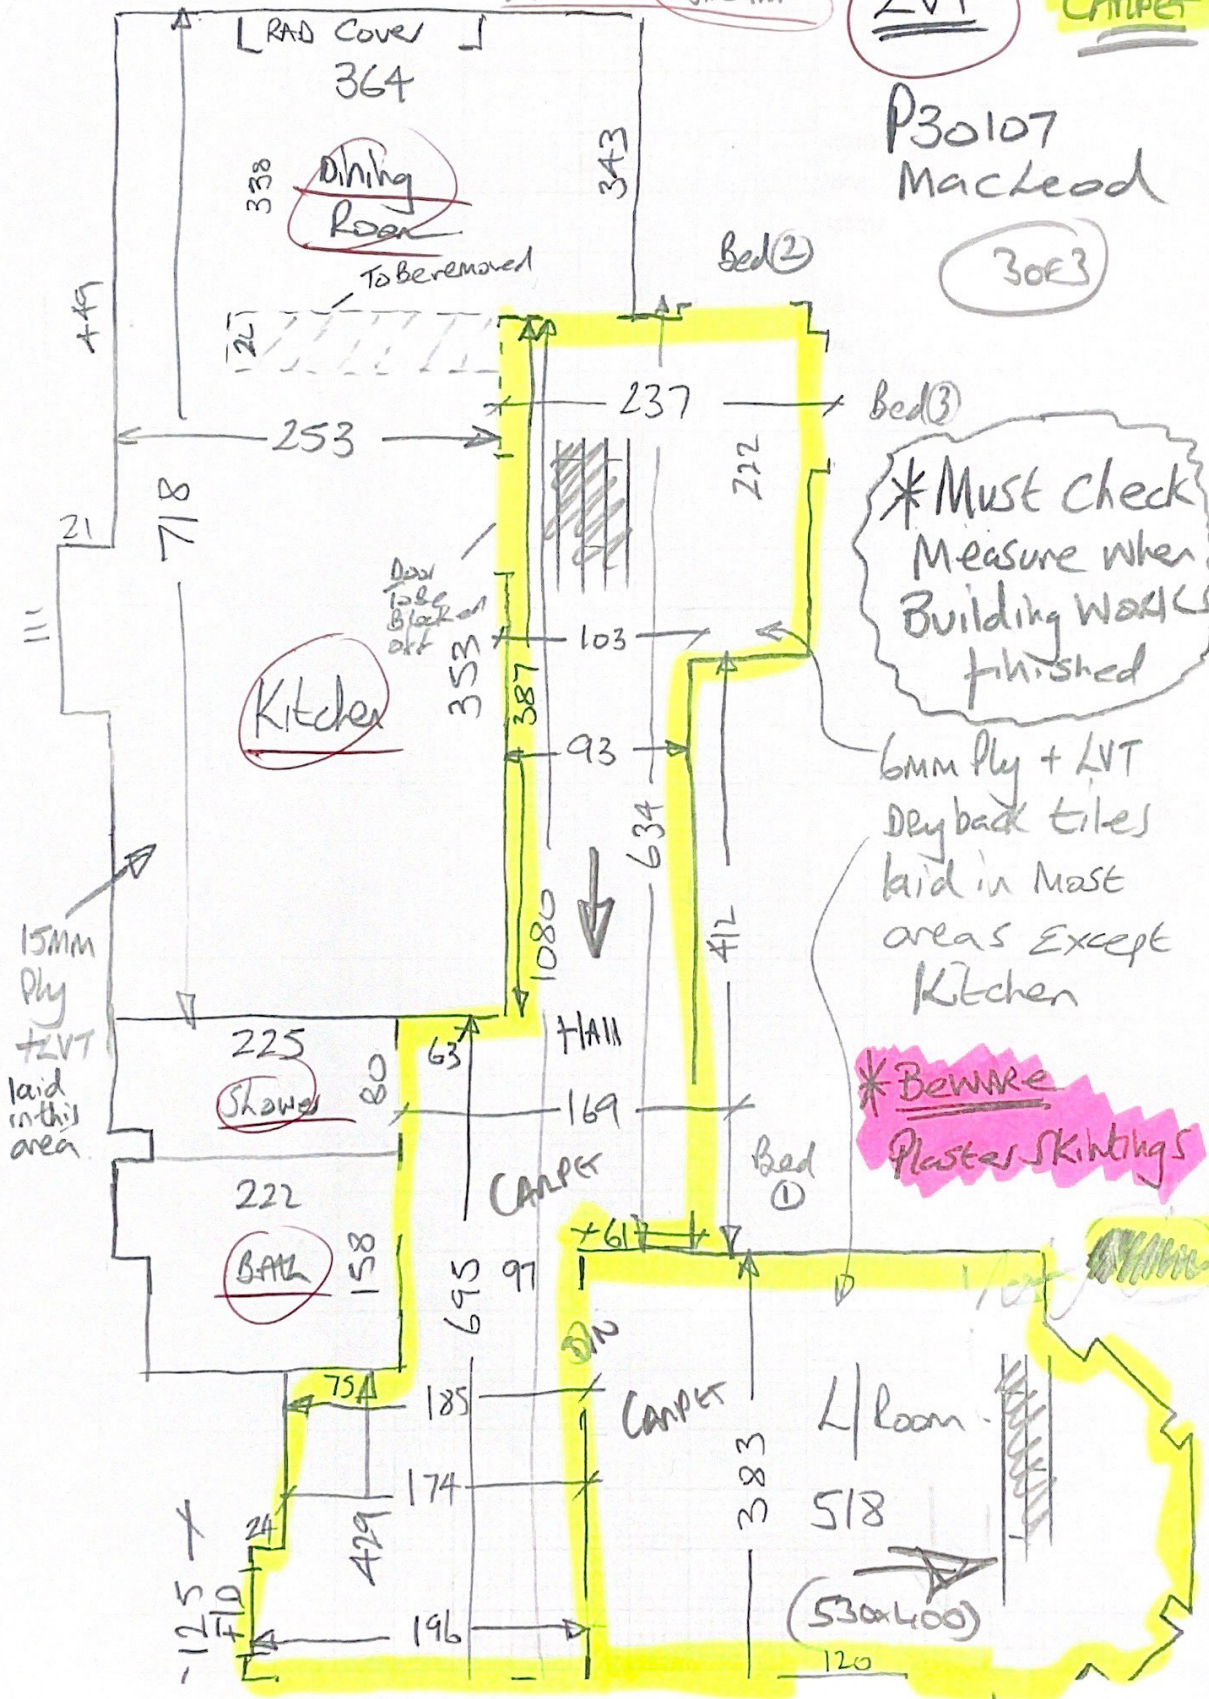 LVT
CARPET
[RAD Cover]
364
P30107
MacLeod
3 OF 3
338
Dining
Room
343
To Be removed
Bed ②
449
237
Bed ③
253
222
718
21
111
* Must Check
Measure when
Building Works
finished
Door
To Be
Blocked
off
103
353
387
Kitchen
93
634
6mm Ply + LVT
Dryback tiles
laid in Most
areas Except
Kitchen
412
1080
15MM
Ply
+LVT
laid
in this
area
HAll
225
63
80
Shower
169
* Beware
Plaster Skirtings
CARPET
Bed
①
222
61
BATh
158
695
97
75
185
CARPET
L/Room
383
174
518
24
429
125
F/D
196
(530x400)
120